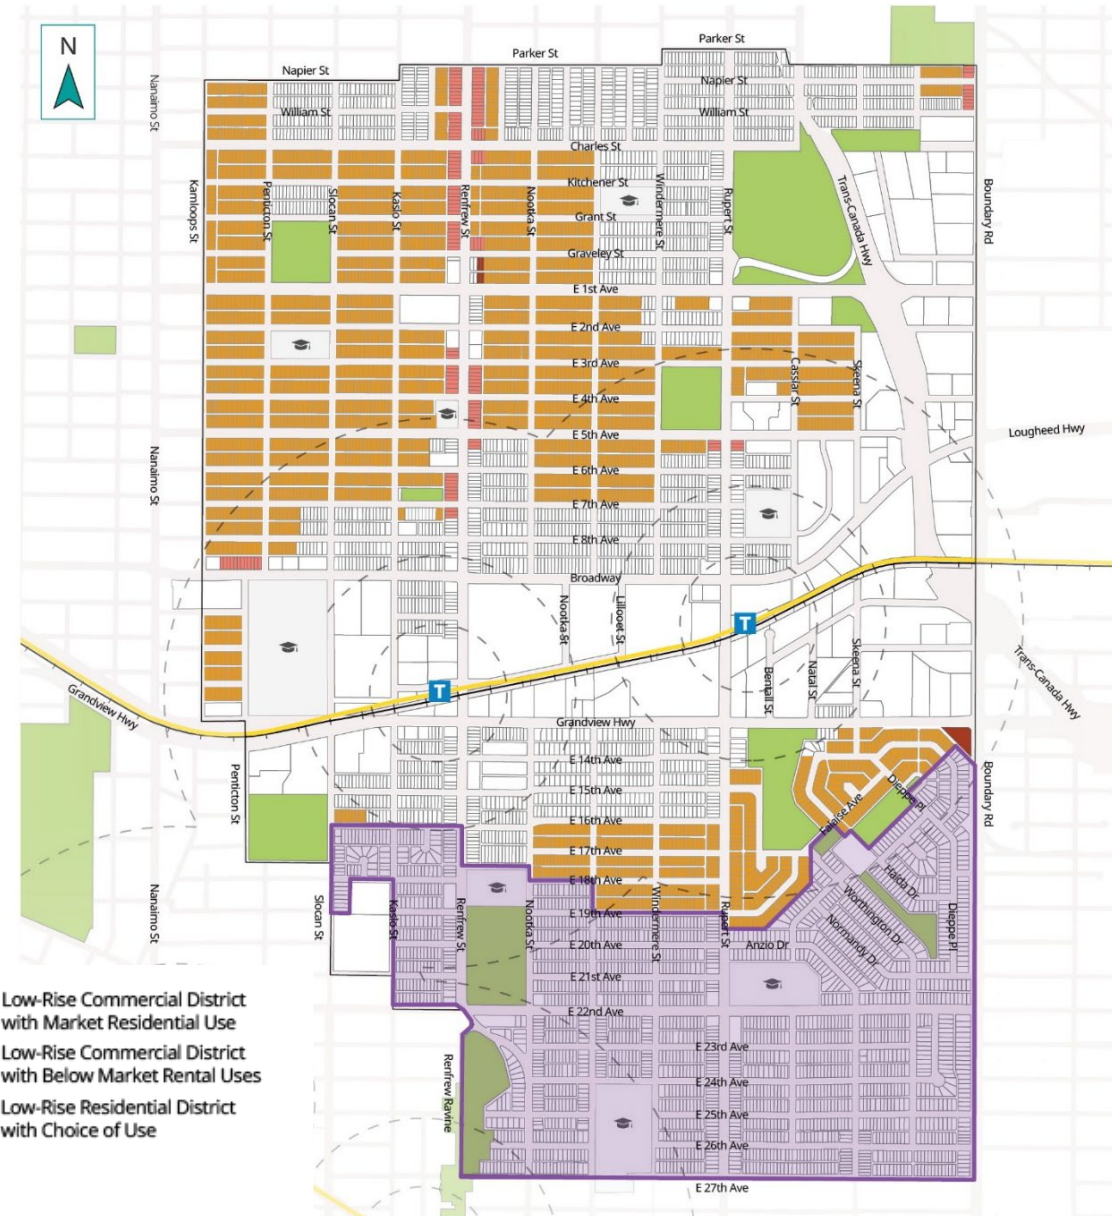 N
Parker St
Parker St
Napier St
Napier St
Nanaimo St
William St
William St
Charles St
Kitchener St
Kamloops St
Penticton St
Slocan St
Kaslo St
Renfrew St
Nootka St
Windermere St
Rupert St
Trans-Canada Hwy
Boundary Rd
Grant St
Graveley St
E 1st Ave
E 2nd Ave
E 3rd Ave
Cassiar St
Skeena St
E 4th Ave
E 5th Ave
Lougheed Hwy
Nanaimo St
E 6th Ave
E 7th Ave
E 8th Ave
Broadway
Nootka St
Lillooet St
T
Skeena St
Natal St
Bental St
Trans-Canada Hwy
T
Grandview Hwy
Grandview Hwy
E 14th Ave
Penticton St
E 15th Ave
Dieppe Pl
Boundary Rd
Falaise Ave
E 16th Ave
E 17th Ave
E 18th Ave
Haida Dr
Nanaimo St
Slocan St
Kaslo St
Renfrew St
Nootka St
Windermere St
Rupert St
Worthington Dr
Normandy Dr
Dieppe Pl
E 19th Ave
E 20th Ave
Anzio Dr
E 21st Ave
Low-Rise Commercial District
with Market Residential Use
E 22nd Ave
E 23rd Ave
Low-Rise Commercial District
with Below Market Rental Uses
Renfrew Ravine
E 24th Ave
Low-Rise Residential District
with Choice of Use
E 25th Ave
E 26th Ave
E 27th Ave